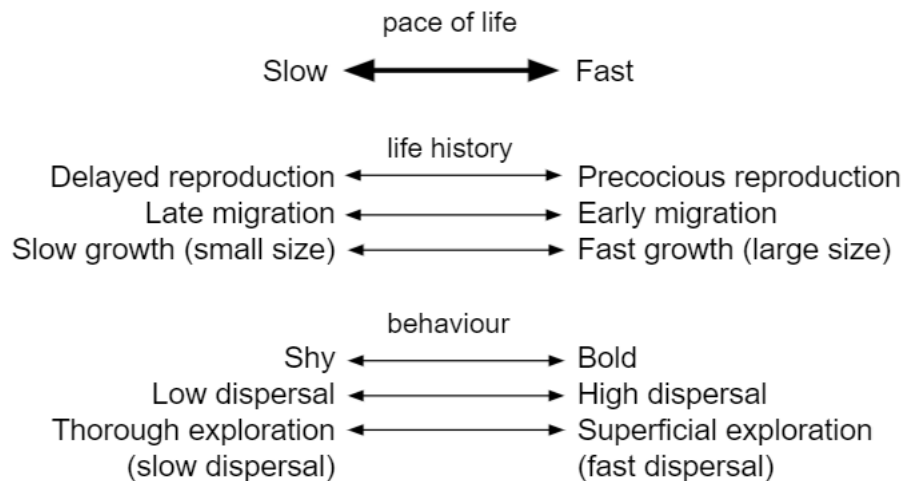 pace of life
Slow Fast
life history
Delayed reproduction Precocious reproduction
Late migration Early migration
Slow growth (small size) Fast growth (large size)
behaviour
Shy Bold
Low dispersal High dispersal
Thorough exploration Superficial exploration
(slow dispersal) (fast dispersal)